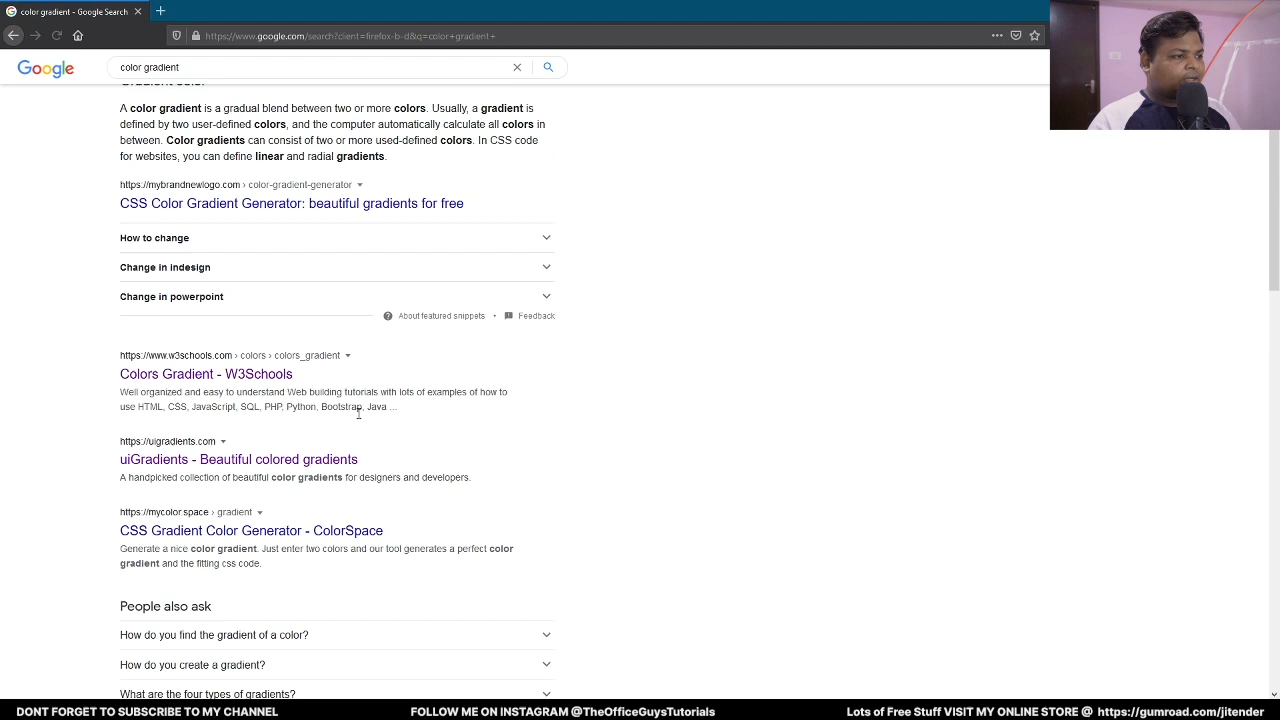 color gradient - Google Search
https://www.google.com/search?client=firefox-b-d&q=color+gradient+
Google
color gradient
A color gradient is a gradual blend between two or more colors. Usually, a gradient is
defined by two user-defined colors, and the computer automatically calculate all colors in
between. Color gradients can consist of two or more used-defined colors. In CSS code
for websites, you can define linear and radial gradients.
https://mybrandnewlogo.com › color-gradient-generator
CSS Color Gradient Generator: beautiful gradients for free
How to change
Change in indesign
Change in powerpoint
About featured snippets • Feedback
https://www.w3schools.com › colors › colors_gradient
Colors Gradient - W3Schools
Well organized and easy to understand Web building tutorials with lots of examples of how to
use HTML, CSS, JavaScript, SQL, PHP, Python, Bootstrap, Java ...
https://uigradients.com
uiGradients - Beautiful colored gradients
A handpicked collection of beautiful color gradients for designers and developers.
https://mycolor.space › gradient
CSS Gradient Color Generator - ColorSpace
Generate a nice color gradient. Just enter two colors and our tool generates a perfect color
gradient and the fitting css code.
People also ask
How do you find the gradient of a color?
How do you create a gradient?
What are the four types of gradients?
DONT FORGET TO SUBSCRIBE TO MY CHANNEL
FOLLOW ME ON INSTAGRAM @TheOfficeGuysTutorials
Lots of Free Stuff VISIT MY ONLINE STORE @ https://gumroad.com/jitender